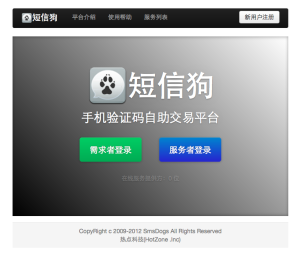 短信狗 平台介绍 使用帮助 服务列表 新用户注册
短信狗
手机验证码自助交易平台
需求者登录 服务者登录
CopyRight c 2009-2012 SmsDogs All Rights Reserved
热点科技(HotZone .Inc)